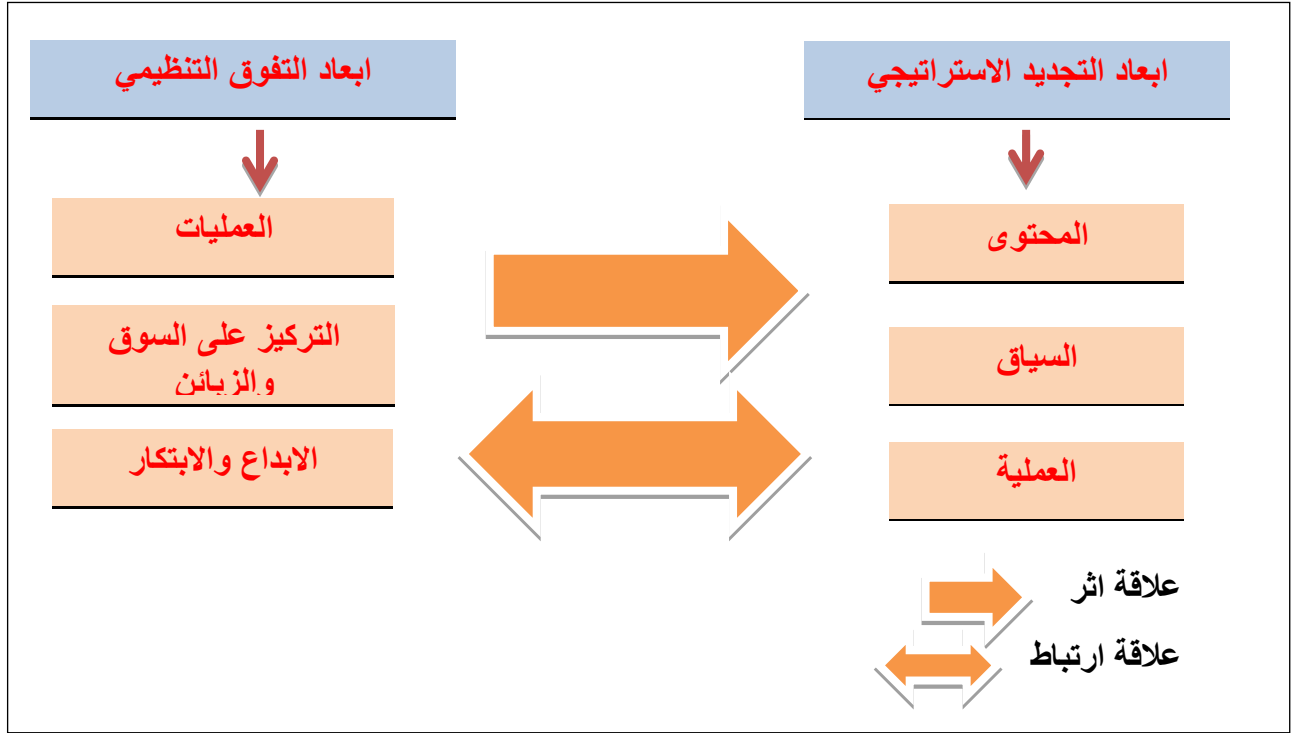 ابعاد التجديد الاستراتيجي
ابعاد التفوق التنظيمي
المحتوى
السياق
العملية
العمليات
التركيز على السوق
والزبائن
الابداع والابتكار
علاقة اثر
علاقة ارتباط